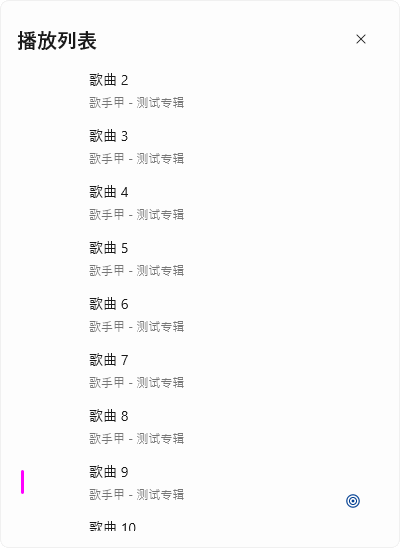 播放列表
歌曲 2
歌手甲 - 测试专辑
歌曲 3
歌手甲 - 测试专辑
歌曲 4
歌手甲 - 测试专辑
歌曲 5
歌手甲 - 测试专辑
歌曲 6
歌手甲 - 测试专辑
歌曲 7
歌手甲 - 测试专辑
歌曲 8
歌手甲 - 测试专辑
歌曲 9
歌手甲 - 测试专辑
歌曲 10